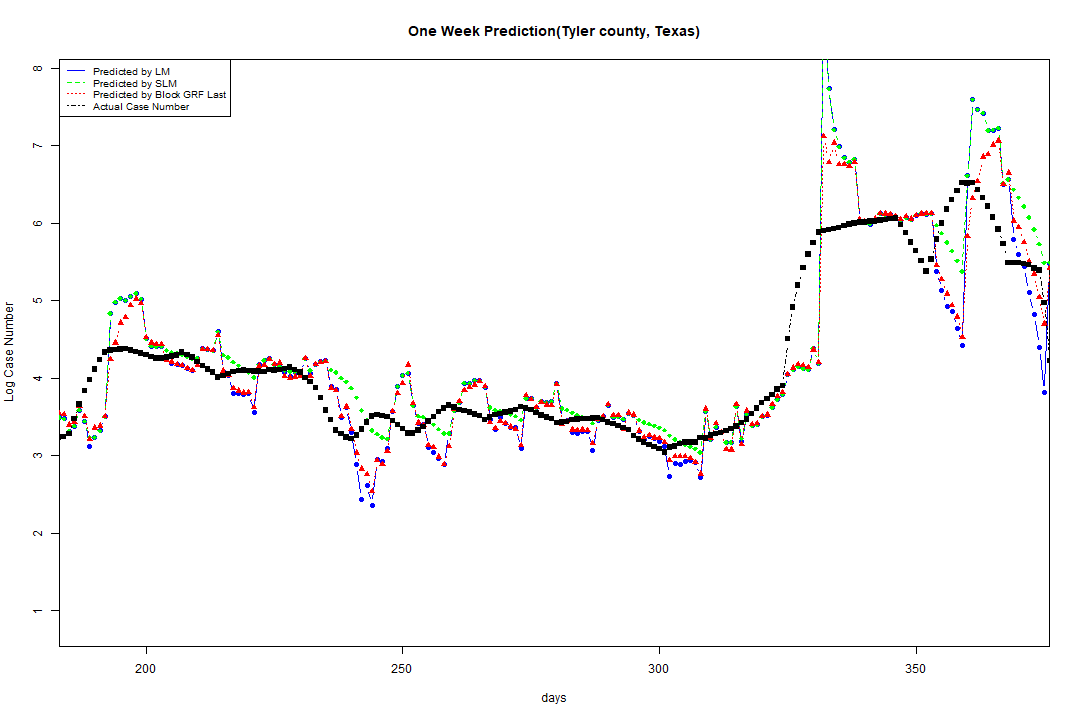 One Week Prediction(Tyler county, Texas)
Predicted by LM
Predicted by SLM
Predicted by Block GRF Last
Actual Case Number
Log Case Number
8
7
6
5
4
3
2
1
200 250 300 350
days